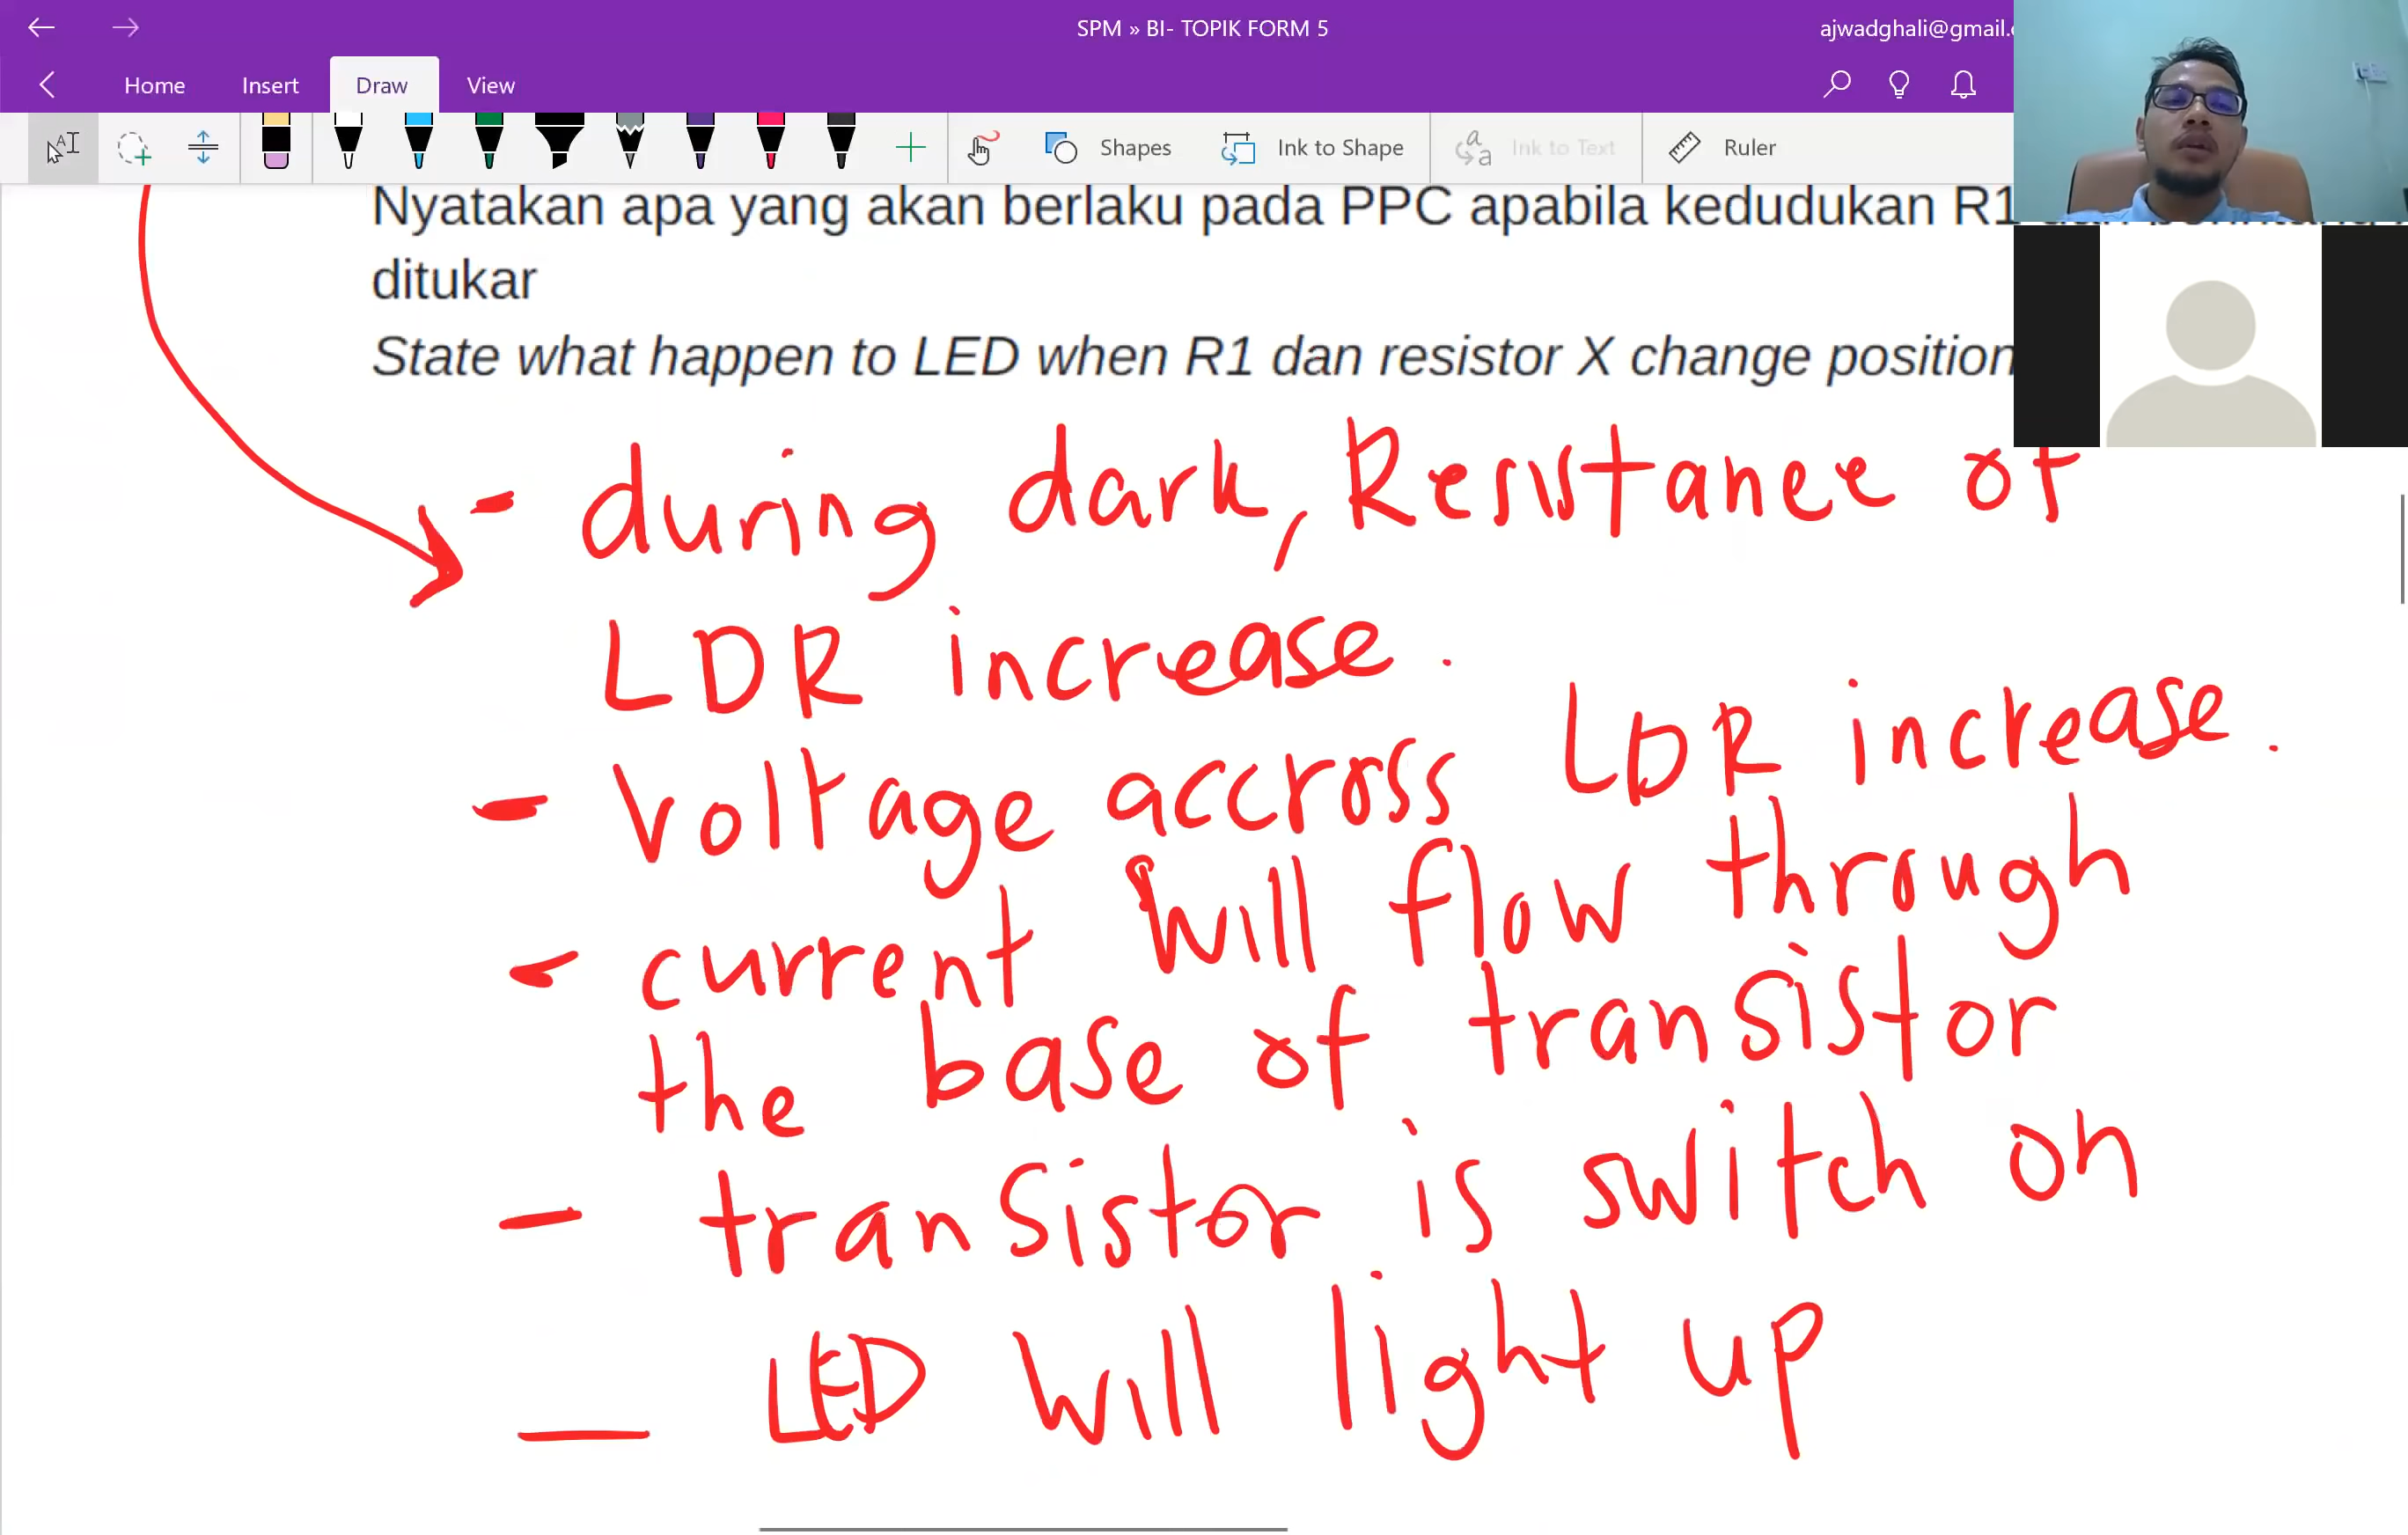 SPM » BI- TOPIK FORM 5
ajwadghali@gmail.
Home Insert Draw View
Shapes Ink to Shape Ink to Text Ruler
Nyatakan apa yang akan berlaku pada PPC apabila kedudukan R1
ditukar
State what happen to LED when R1 dan resistor X change position
- during dark, Resistance of
LDR increase.
- Voltage accross LDR increase.
- current will flow through
the base of transistor
- transistor is switch on
- LED will light up